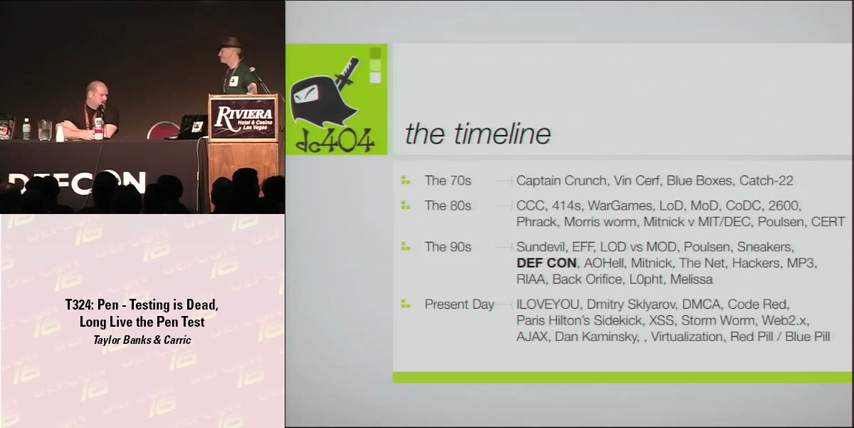 RIVIERA
Hotel & Casino
Las Vegas
DEFCON
T324: Pen - Testing is Dead,
Long Live the Pen Test
Taylor Banks & Carric
dc404
the timeline
The 70s Captain Crunch, Vin Cerf, Blue Boxes, Catch-22
The 80s CCC, 414s, WarGames, LoD, MoD, CoDC, 2600,
Phrack, Morris worm, Mitnick v MIT/DEC, Poulsen, CERT
The 90s Sundevil, EFF, LOD vs MOD, Poulsen, Sneakers,
DEF CON, AOHell, Mitnick, The Net, Hackers, MP3,
RIAA, Back Orifice, L0pht, Melissa
Present Day ILOVEYOU, Dmitry Sklyarov, DMCA, Code Red,
Paris Hilton's Sidekick, XSS, Storm Worm, Web2.x,
AJAX, Dan Kaminsky, , Virtualization, Red Pill / Blue Pill